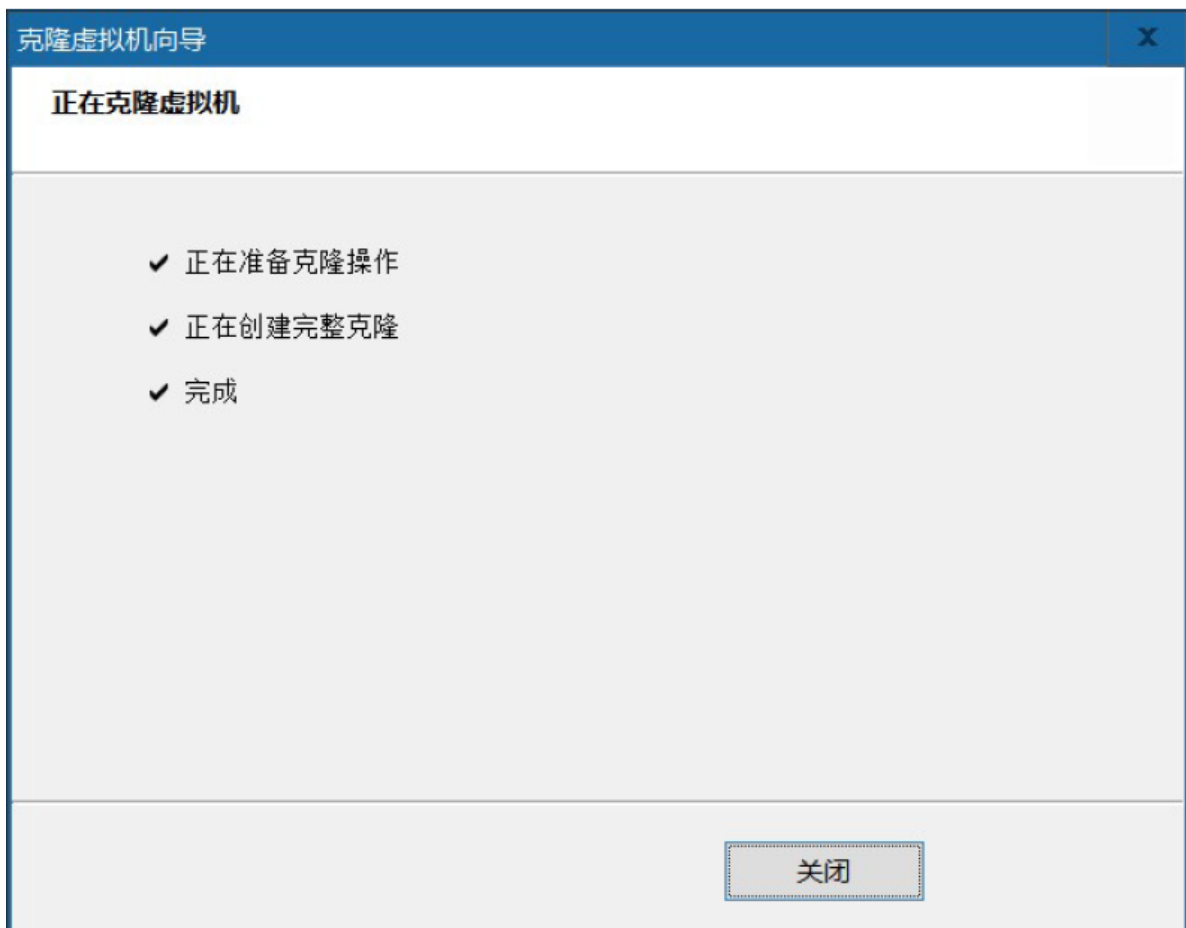 克隆虚拟机向导
X
正在克隆虚拟机
✔ 正在准备克隆操作
✔ 正在创建完整克隆
✔ 完成
关闭